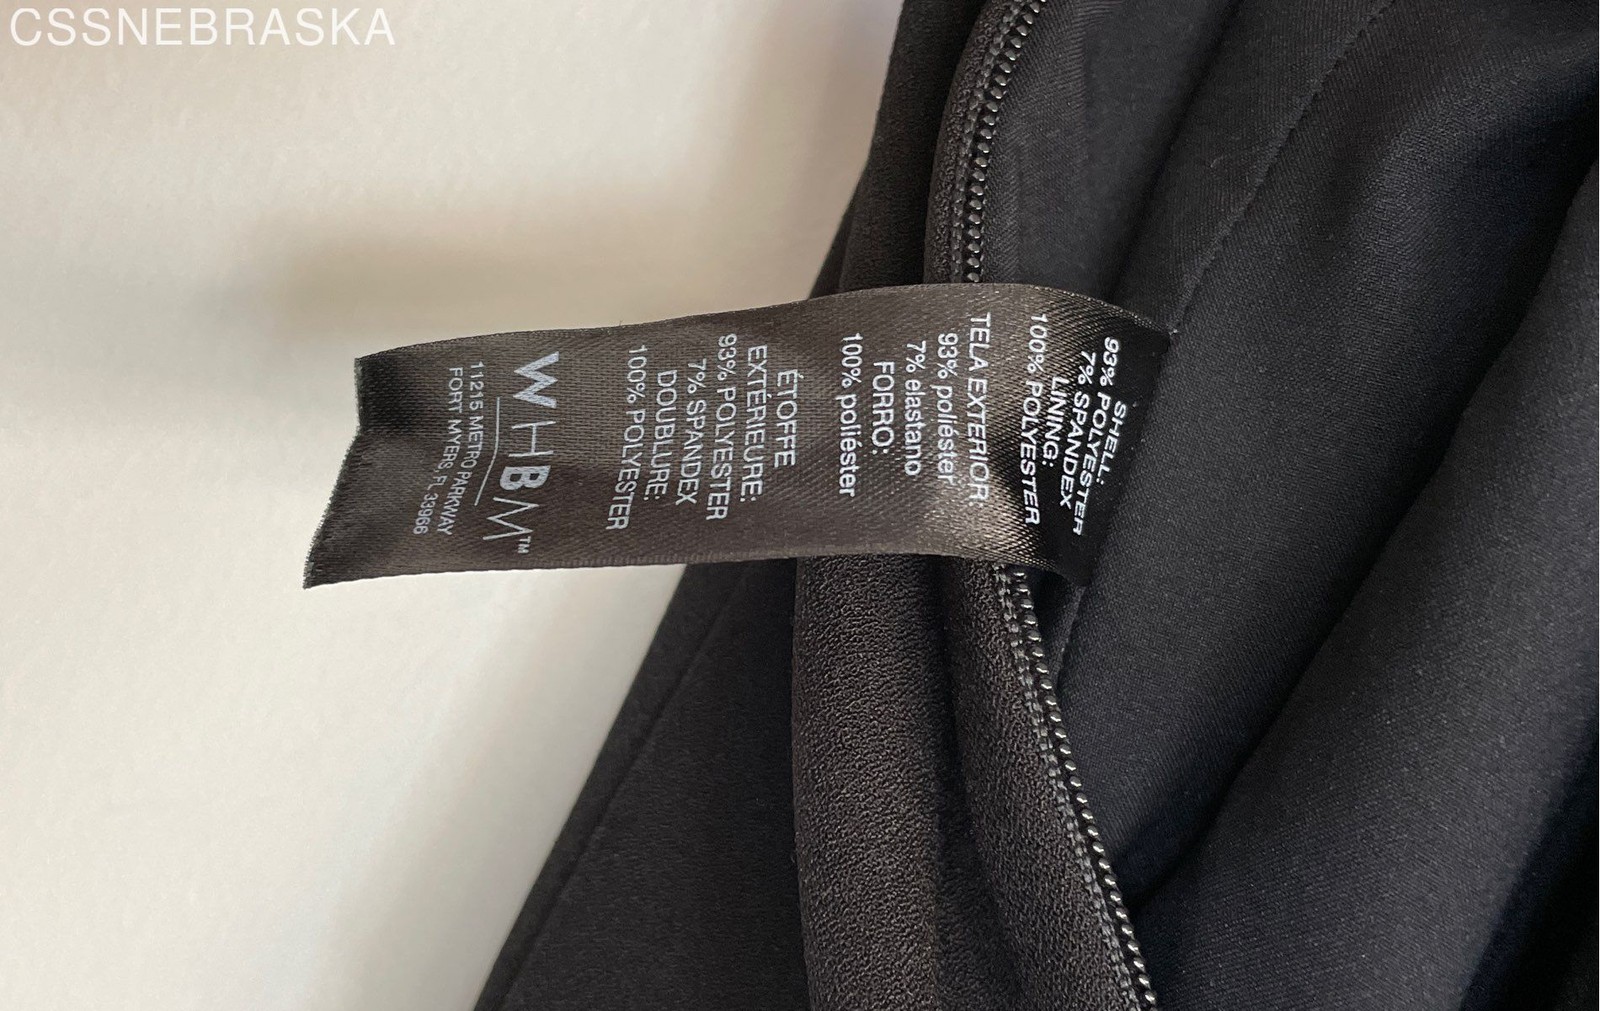 CSSNEBRASKA
SHELL:
93% POLYESTER
7% SPANDEX
LINING:
100% POLYESTER
TELA EXTERIOR:
93% poliéster
7% elastano
FORRO:
100% poliéster
ÉTOFFE
EXTÉRIEURE:
93% POLYESTER
7% SPANDEX
DOUBLURE:
100% POLYESTER
WHBM™
11215 METRO PARKWAY
FORT MYERS, FL 33966